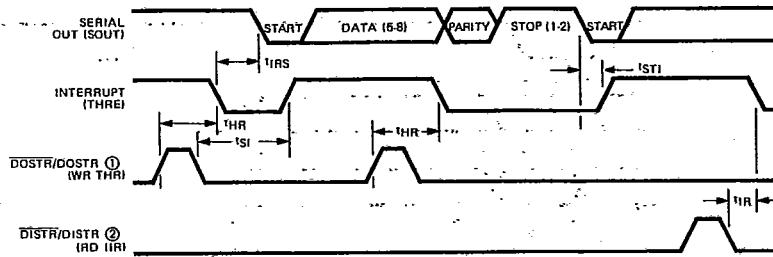 SERIAL
OUT (SOUT)
START
DATA (5-8)
PARITY
STOP (1-2)
START
tIRS
tSTI
INTERRUPT
(THRE)
tHR
tSI
tHR
DOSTR/DOSTR ①
(WR THR)
tIR
DISTR/DISTR ②
(RD IIR)